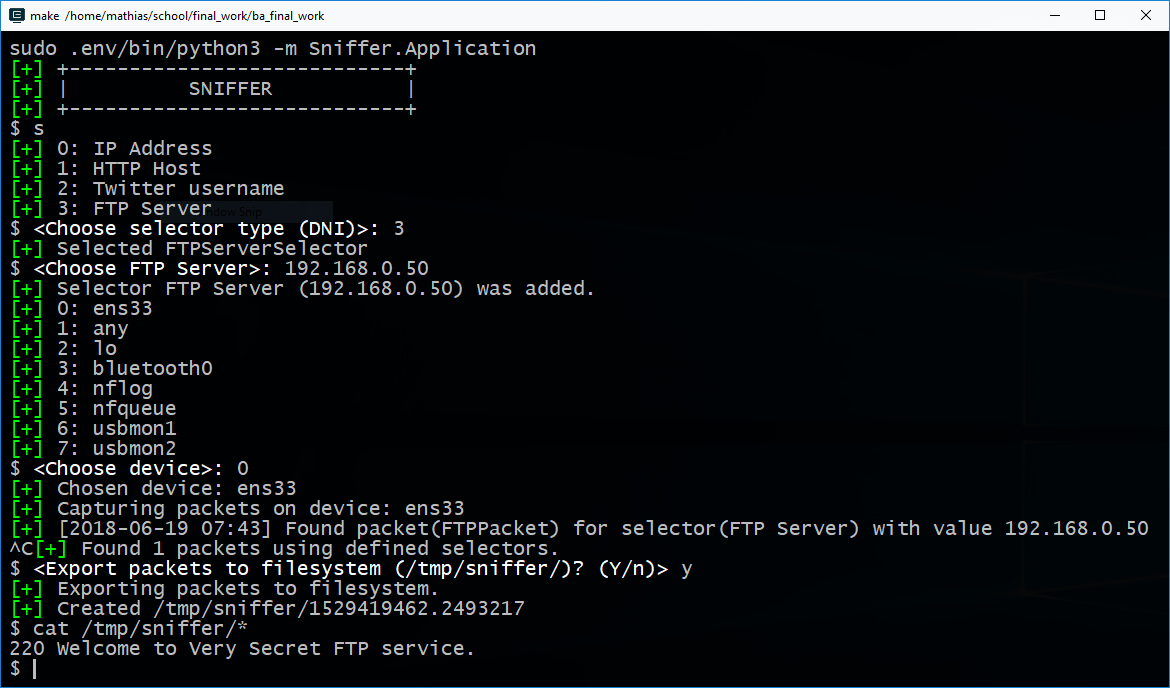 make /home/mathias/school/final_work/ba_final_work
sudo .env/bin/python3 -m Sniffer.Application
[+] +----------------------------+
[+] |          SNIFFER           |
[+] +----------------------------+
$ s
[+] 0: IP Address
[+] 1: HTTP Host
[+] 2: Twitter username
[+] 3: FTP Server
Snip
$ <Choose selector type (DNI)>: 3
[+] Selected FTPServerSelector
$ <Choose FTP Server>: 192.168.0.50
[+] Selector FTP Server (192.168.0.50) was added.
[+] 0: ens33
[+] 1: any
[+] 2: lo
[+] 3: bluetooth0
[+] 4: nflog
[+] 5: nfqueue
[+] 6: usbmon1
[+] 7: usbmon2
$ <Choose device>: 0
[+] Chosen device: ens33
[+] Capturing packets on device: ens33
[+] [2018-06-19 07:43] Found packet(FTPPacket) for selector(FTP Server) with value 192.168.0.50
^C[+] Found 1 packets using defined selectors.
$ <Export packets to filesystem (/tmp/sniffer/)? (Y/n)> y
[+] Exporting packets to filesystem.
[+] Created /tmp/sniffer/1529419462.2493217
$ cat /tmp/sniffer/*
220 Welcome to Very Secret FTP service.
$